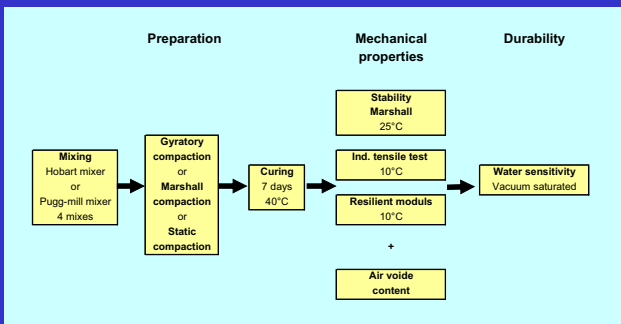 Preparation
Mechanical
properties
Durability
Mixing
Hobart mixer
or
Pugg-mill mixer
4 mixes
Gyratory
compaction
or
Marshall
compaction
or
Static
compaction
Curing
7 days
40°C
Stability
Marshall
25°C
Ind. tensile test
10°C
Resilient moduls
10°C
+
Air voide
content
Water sensitivity
Vacuum saturated